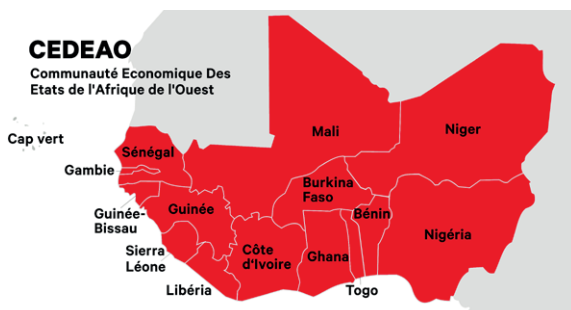 CEDEAO
Communauté Economique Des
Etats de l'Afrique de l'Ouest
Cap vert
Mali
Niger
Sénégal
Gambie
Burkina
Faso
Guinée-
Bissau
Guinée
Bénin
Nigéria
Sierra
Léone
Côte
d'Ivoire
Ghana
Libéria
Togo